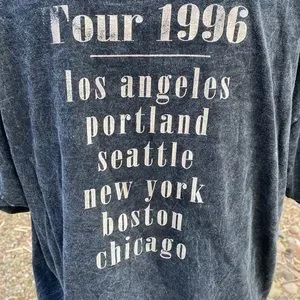 Tour 1996
los angeles
portland
seattle
new york
boston
chicago